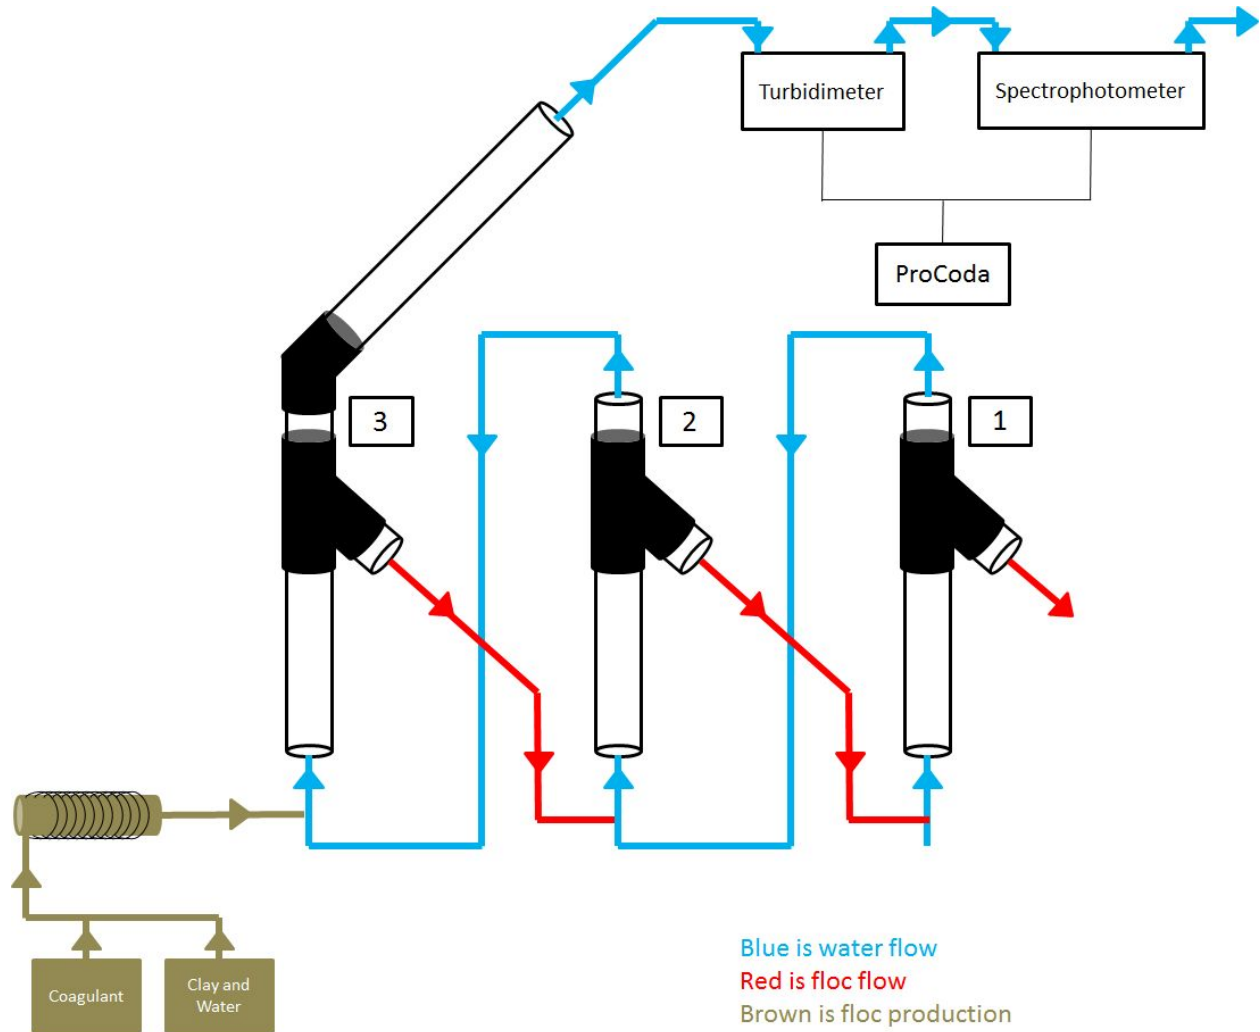 Turbidimeter
Spectrophotometer
ProCoda
3
2
1
Coagulant
Clay and
Water
Blue is water flow
Red is floc flow
Brown is floc production